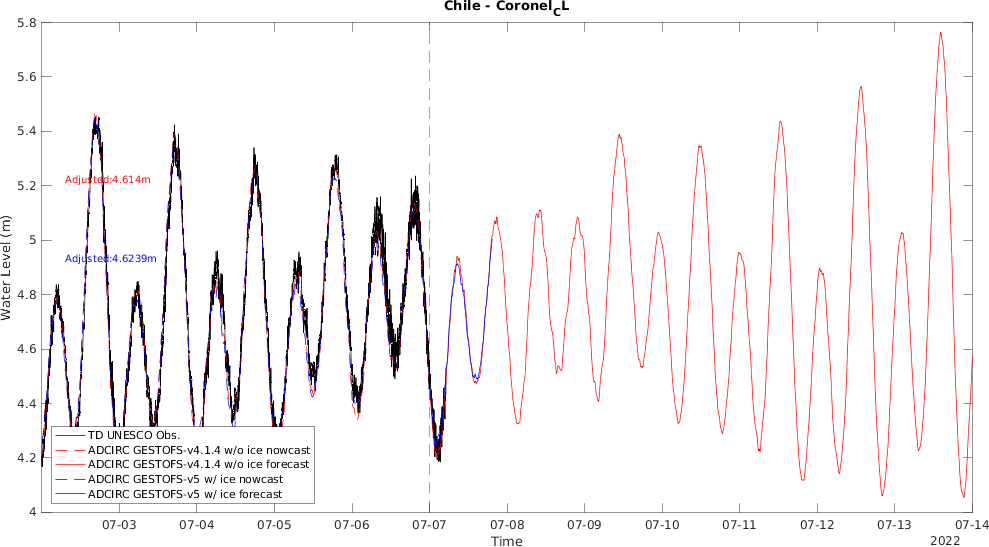 Chile - Coronel_CL
5.8
5.6
5.4
5.2
5
4.8
4.6
4.4
4.2
4
Water Level (m)
Adjusted:4.614m
Adjusted:4.6239m
TD UNESCO Obs.
ADCIRC GESTOFS-v4.1.4 w/o ice nowcast
ADCIRC GESTOFS-v4.1.4 w/o ice forecast
ADCIRC GESTOFS-v5 w/ ice nowcast
ADCIRC GESTOFS-v5 w/ ice forecast
07-03 07-04 07-05 07-06 07-07 07-08 07-09 07-10 07-11 07-12 07-13 07-14
Time
2022